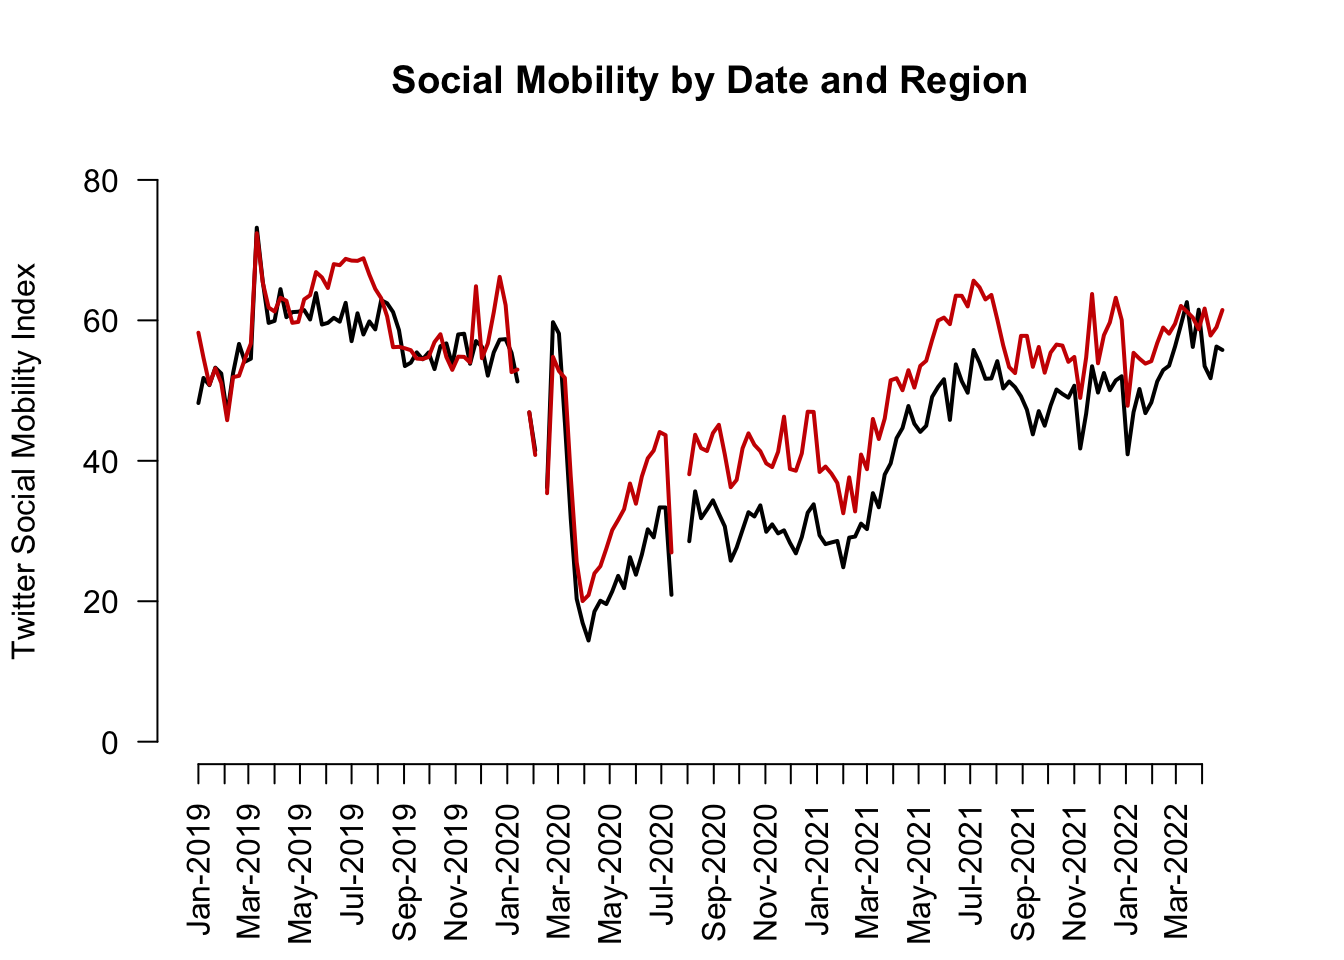 Social Mobility by Date and Region
Twitter Social Mobility Index
80
60
40
20
0
Jan-2019
Mar-2019
May-2019
Jul-2019
Sep-2019
Nov-2019
Jan-2020
Mar-2020
May-2020
Jul-2020
Sep-2020
Nov-2020
Jan-2021
Mar-2021
May-2021
Jul-2021
Sep-2021
Nov-2021
Jan-2022
Mar-2022